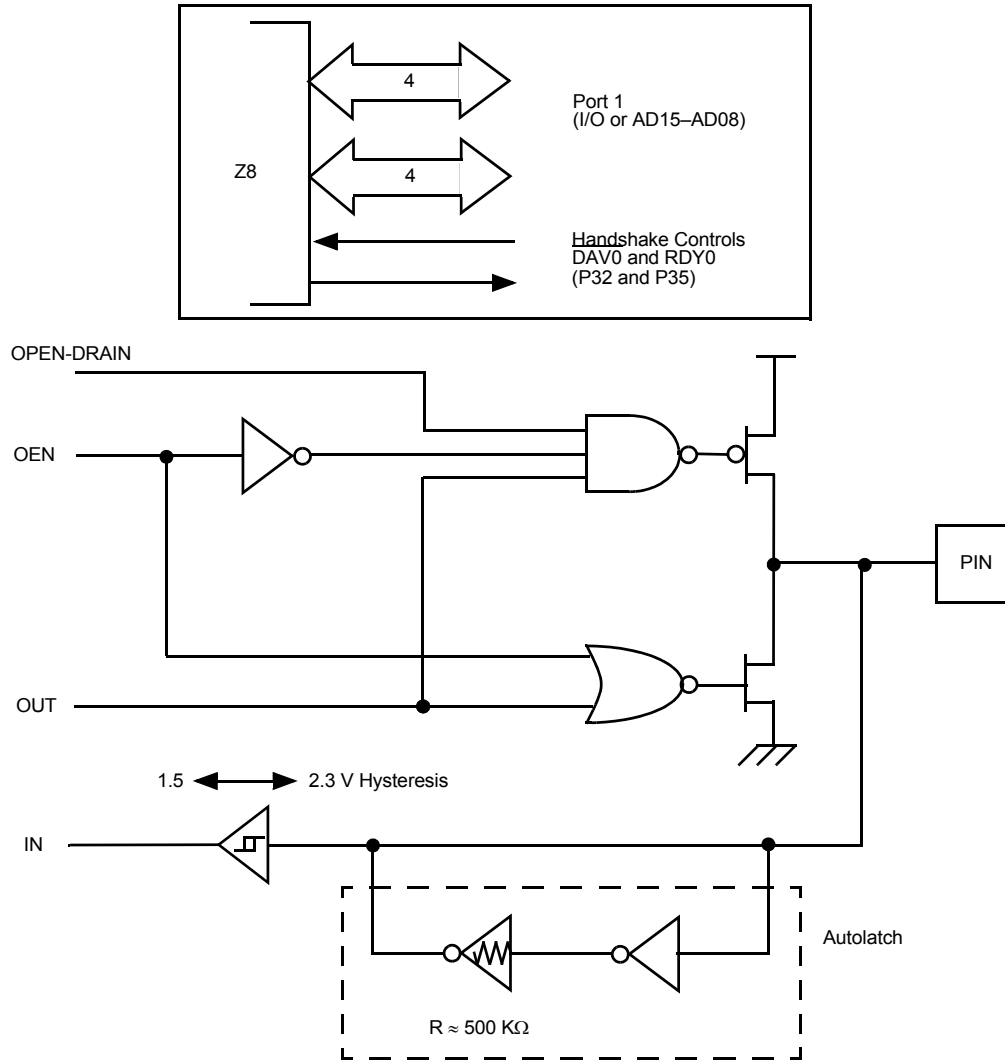 4
Port 1
(I/O or AD15–AD08)
Z8
4
Handshake Controls
DAV0 and RDY0
(P32 and P35)
OPEN-DRAIN
OEN
PIN
OUT
1.5
2.3 V Hysteresis
IN
Autolatch
R ≈ 500 KΩ